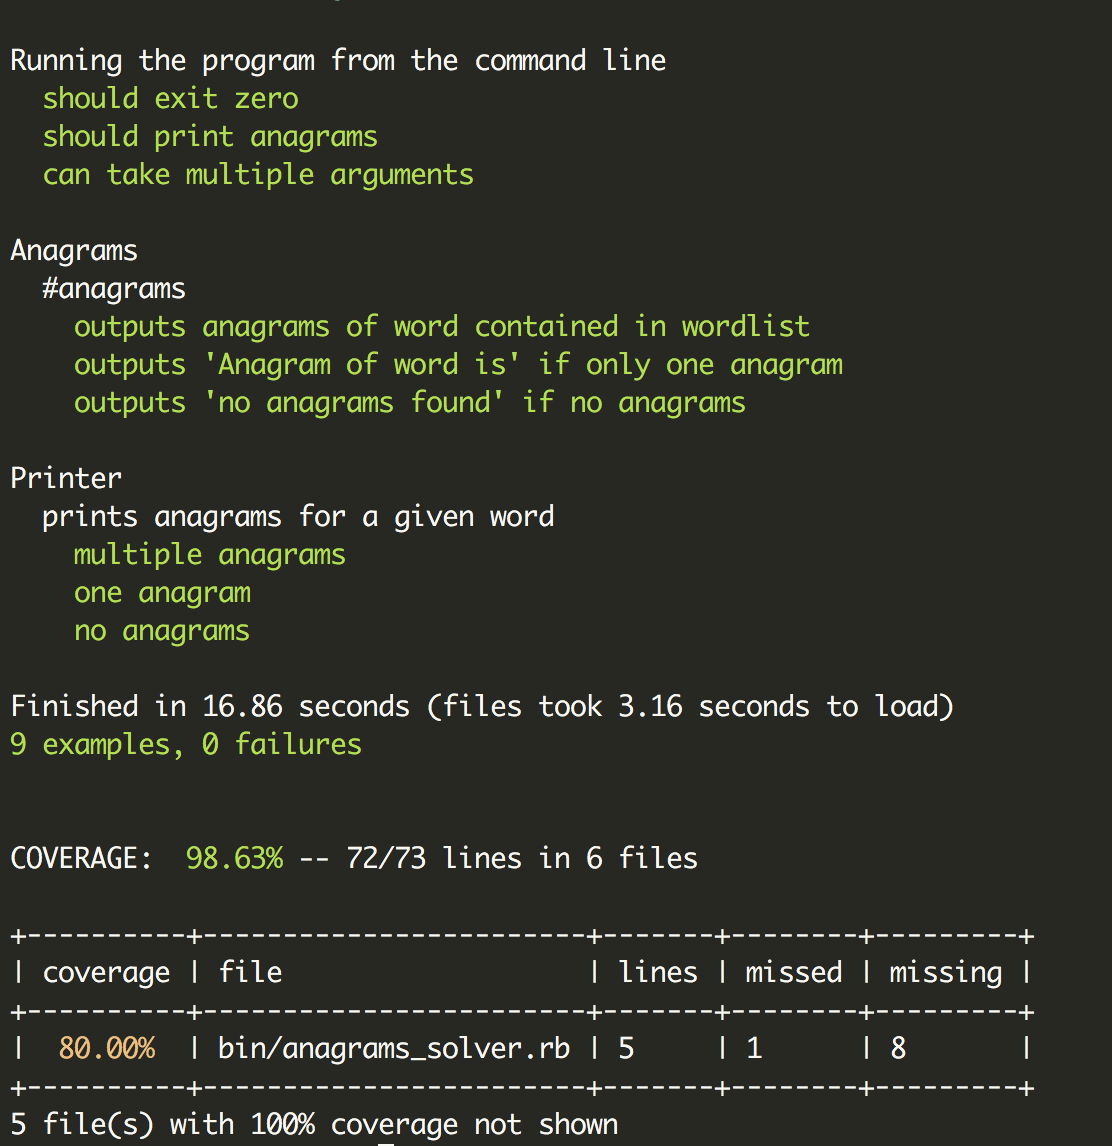 Running the program from the command line
  should exit zero
  should print anagrams
  can take multiple arguments

Anagrams
  #anagrams
    outputs anagrams of word contained in wordlist
    outputs 'Anagram of word is' if only one anagram
    outputs 'no anagrams found' if no anagrams

Printer
  prints anagrams for a given word
    multiple anagrams
    one anagram
    no anagrams

Finished in 16.86 seconds (files took 3.16 seconds to load)
9 examples, 0 failures


COVERAGE:  98.63% -- 72/73 lines in 6 files

+----------+------------------------+-------+--------+---------+
| coverage | file                   | lines | missed | missing |
+----------+------------------------+-------+--------+---------+
|  80.00%  | bin/anagrams_solver.rb | 5     | 1      | 8       |
+----------+------------------------+-------+--------+---------+
5 file(s) with 100% coverage not shown